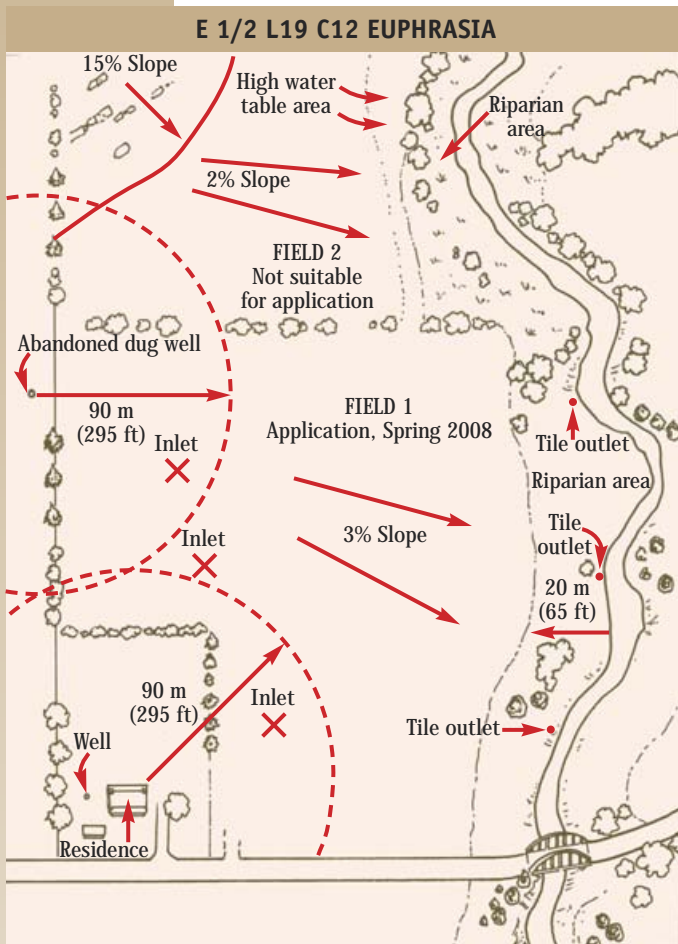 E 1/2 L19 C12 EUPHRASIA
15% Slope
High water
table area
Riparian
area
2% Slope
FIELD 2
Not suitable
for application
Abandoned dug well
90 m
(295 ft)
FIELD 1
Application, Spring 2008
Inlet
Tile outlet
Riparian area
Inlet
3% Slope
Tile
outlet
20 m
(65 ft)
90 m
(295 ft)
Inlet
Well
Tile outlet
Residence